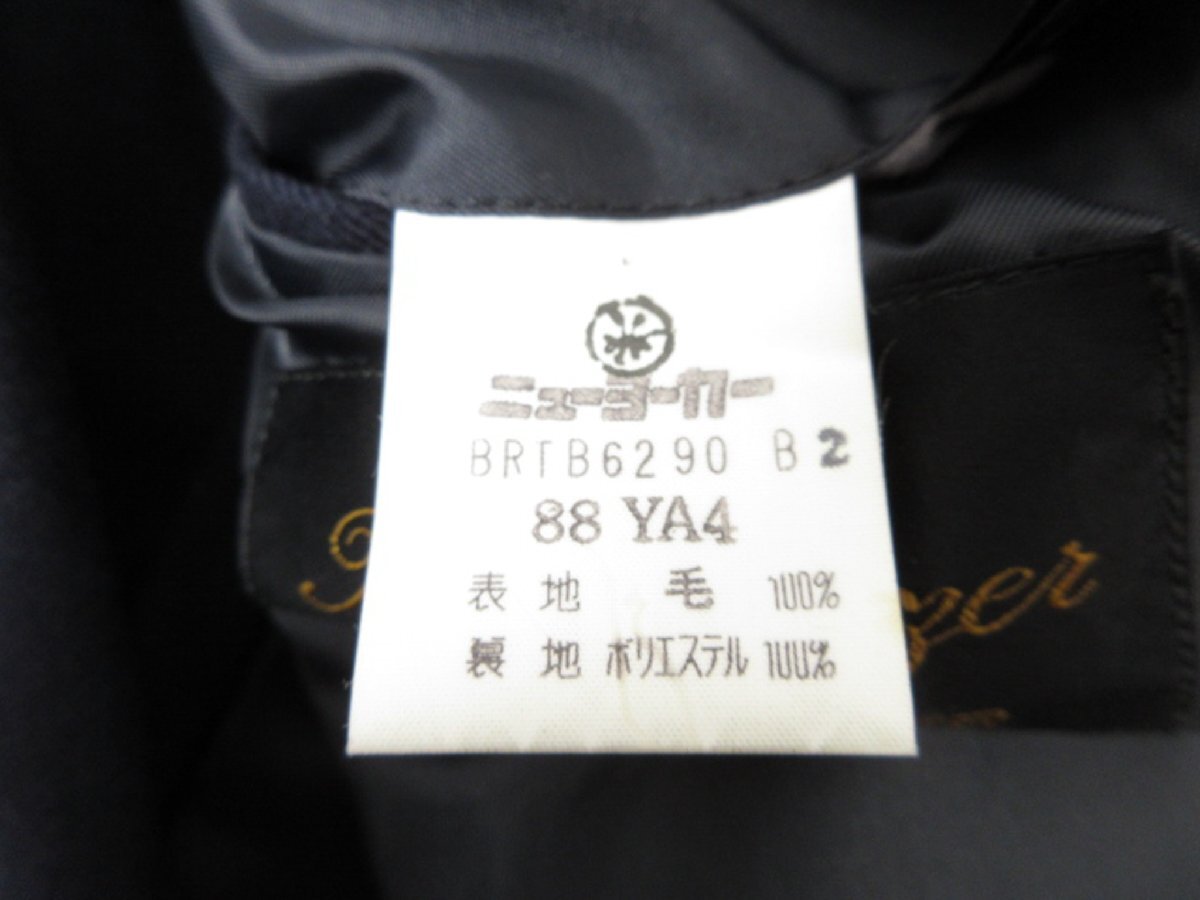 ニューヨーカー
BRTB6290 B 2
88 YA4
表地 毛 100%
裏地 ポリエステル 100%